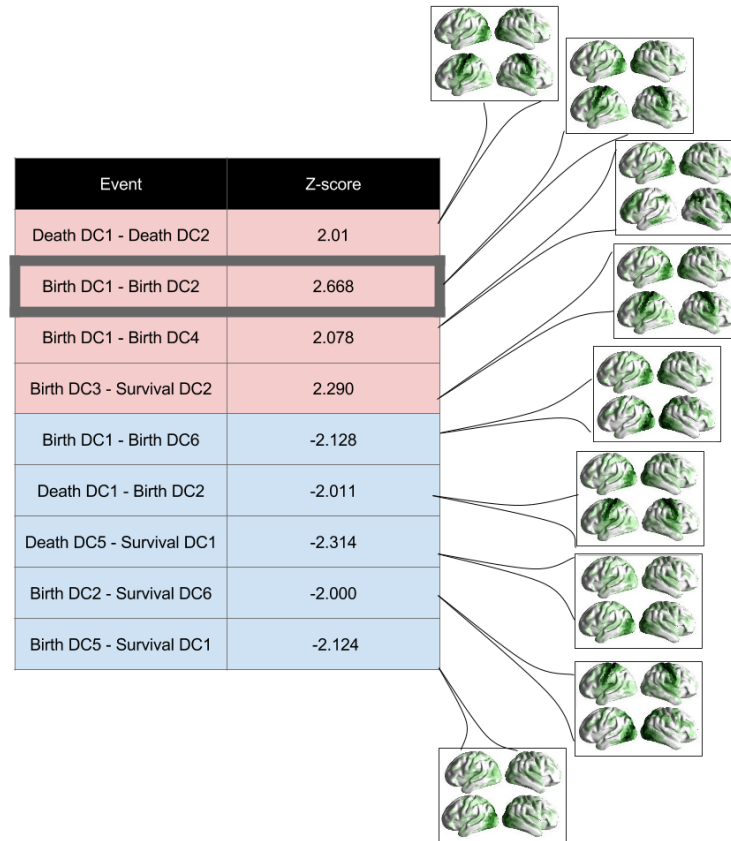 Event Z-score
Death DC1 - Death DC2 2.01
Birth DC1 - Birth DC2 2.668
Birth DC1 - Birth DC4 2.078
Birth DC3 - Survival DC2 2.290
Birth DC1 - Birth DC6 -2.128
Death DC1 - Birth DC2 -2.011
Death DC5 - Survival DC1 -2.314
Birth DC2 - Survival DC6 -2.000
Birth DC5 - Survival DC1 -2.124